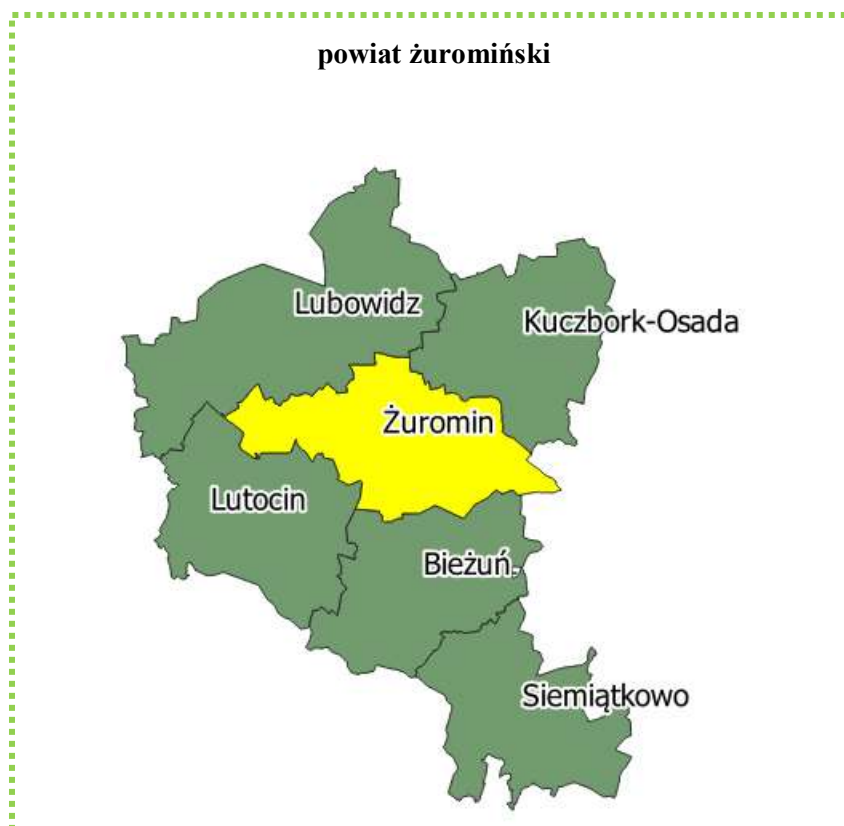 powiat żuromiński
Lubowidz
Kuczbork-Osada
Żuromin
Lutocin
Bieżuń
Siemiątkowo